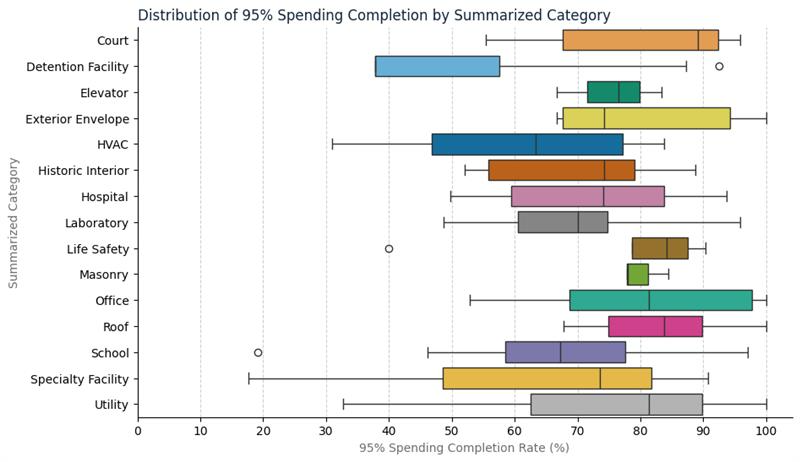 Distribution of 95% Spending Completion by Summarized Category
Summarized Category
Court
Detention Facility
Elevator
Exterior Envelope
HVAC
Historic Interior
Hospital
Laboratory
Life Safety
Masonry
Office
Roof
School
Specialty Facility
Utility
0 10 20 30 40 50 60 70 80 90 100
95% Spending Completion Rate (%)